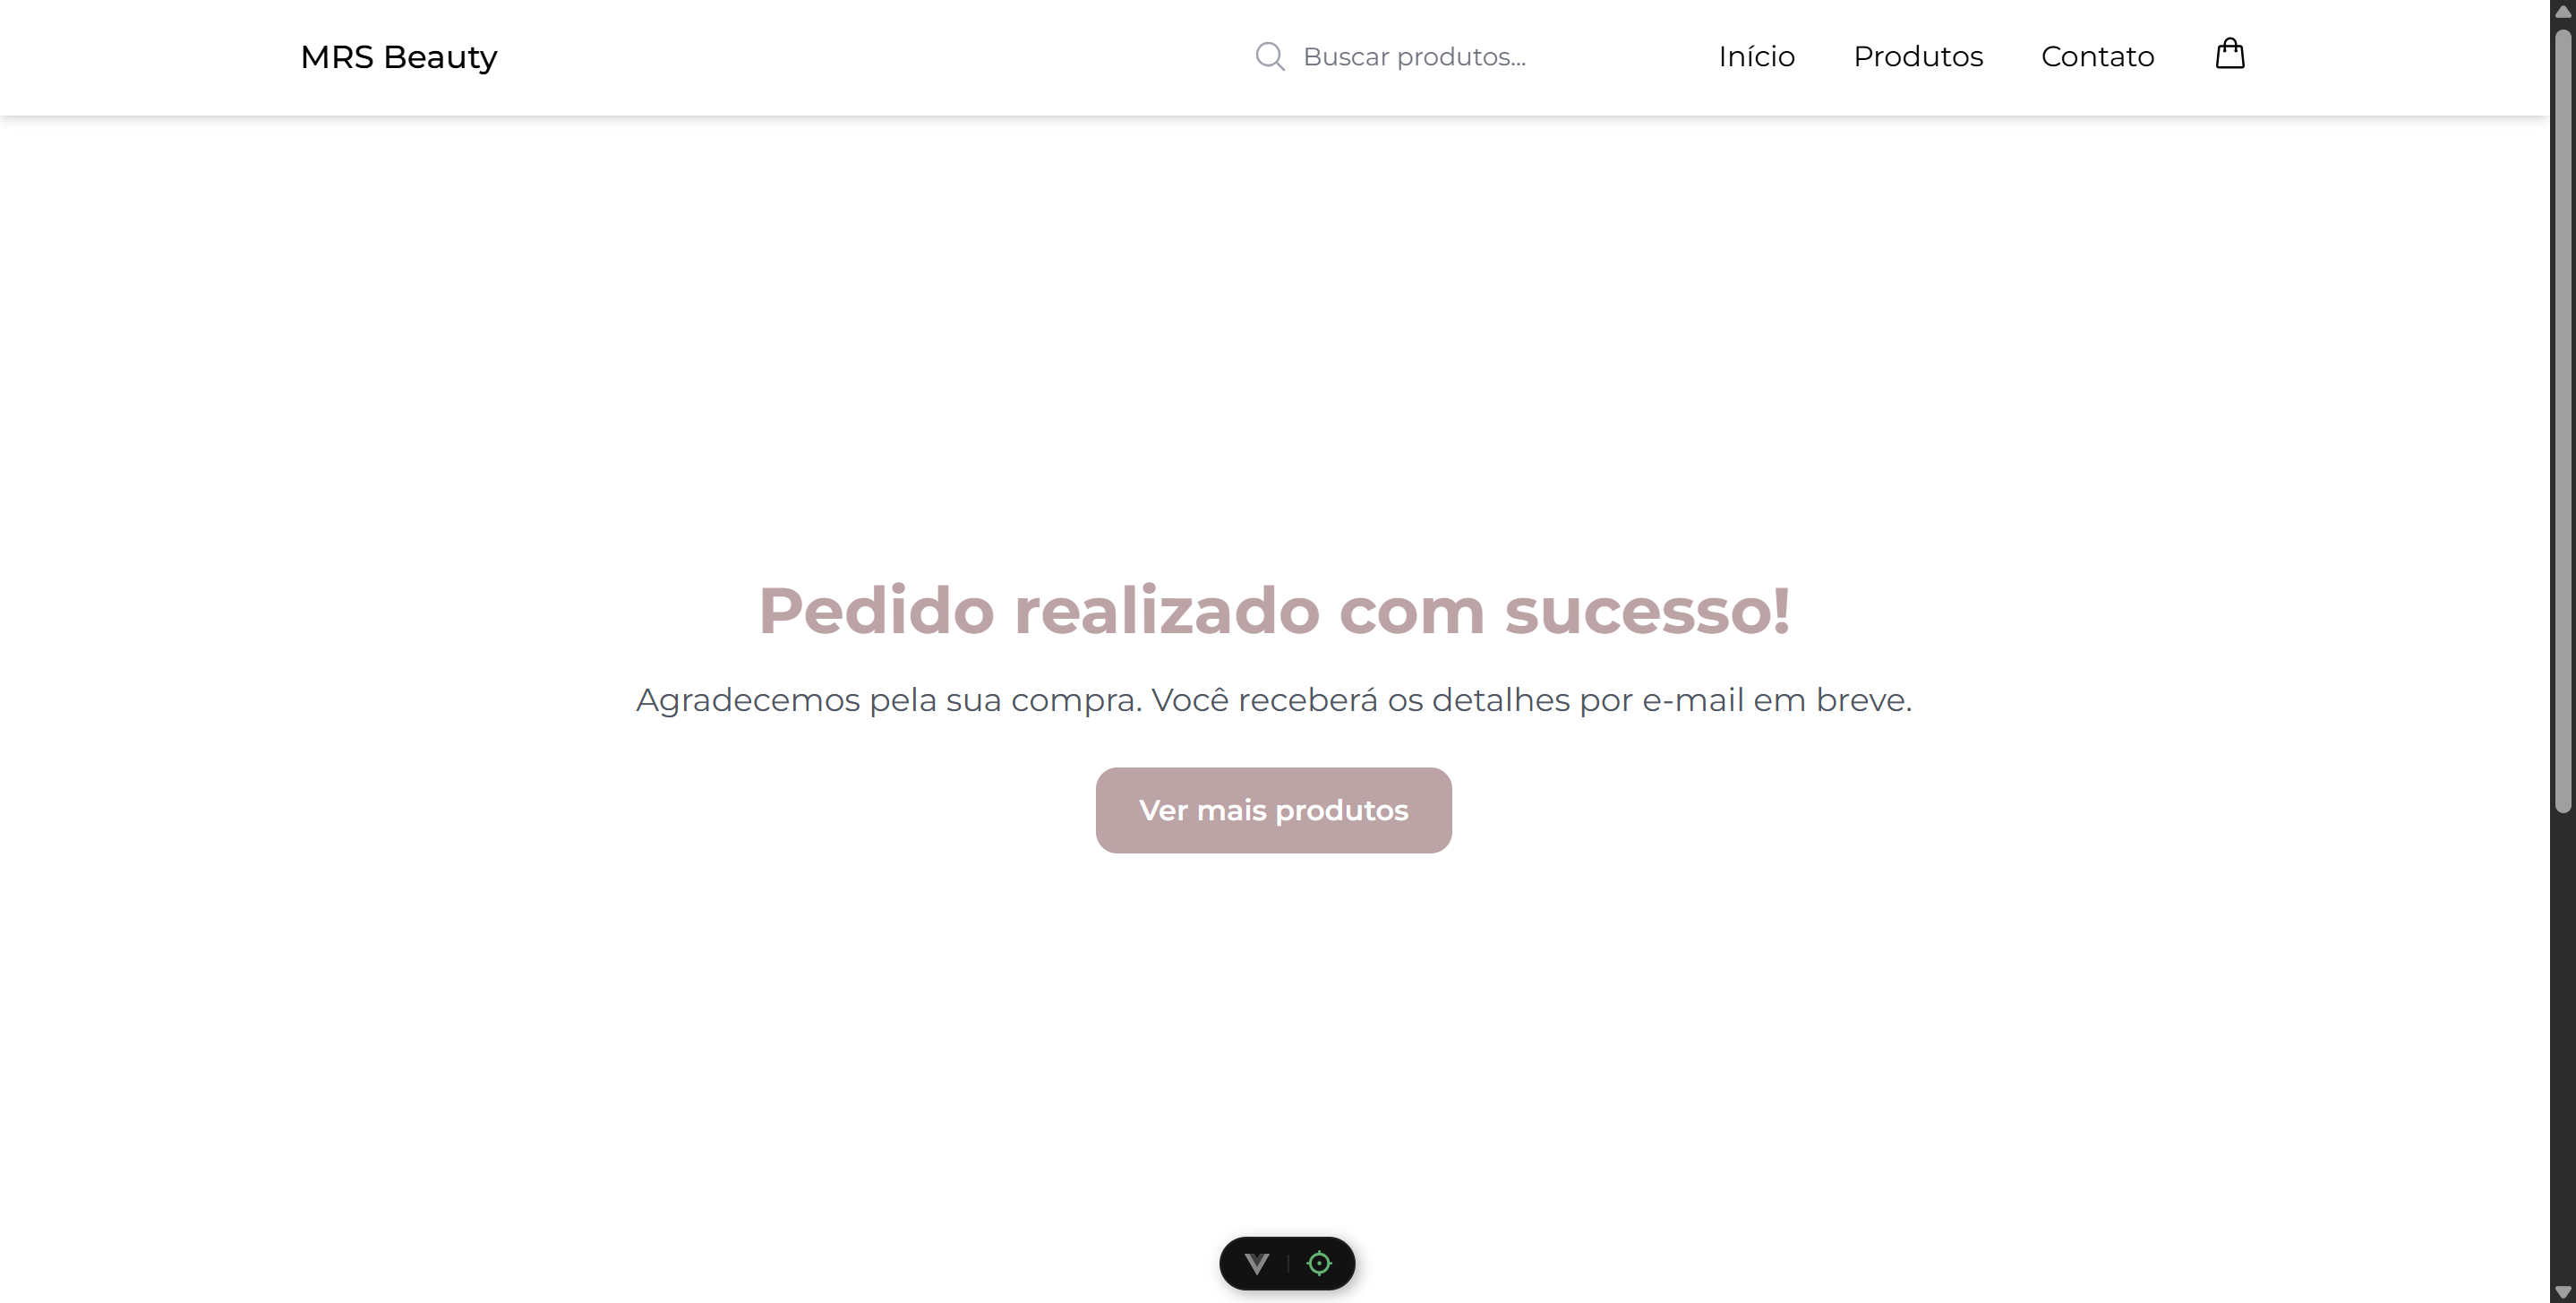 MRS Beauty
Buscar produtos...
Início
Produtos
Contato
Pedido realizado com sucesso!
Agradecemos pela sua compra. Você receberá os detalhes por e-mail em breve.
Ver mais produtos